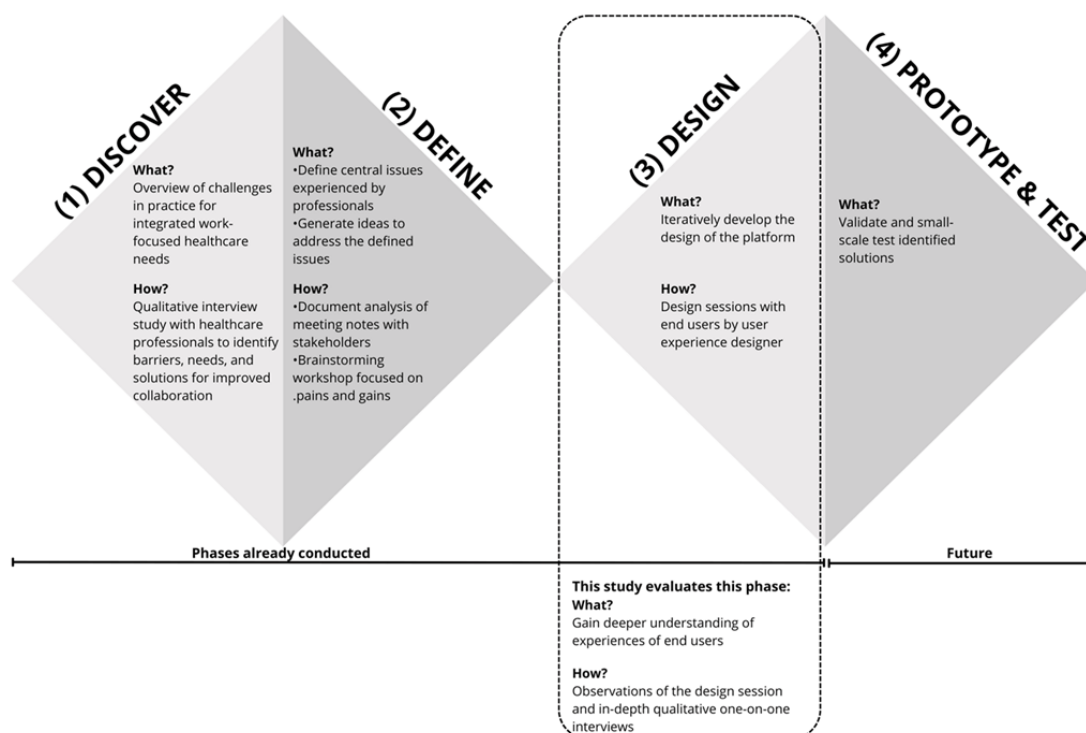 (1) DISCOVER
What?
Overview of challenges
in practice for
integrated work-
focused healthcare
needs
How?
Qualitative interview
study with healthcare
professionals to identify
barriers, needs, and
solutions for improved
collaboration
(2) DEFINE
What?
•Define central issues
experienced by
professionals
•Generate ideas to
address the defined
issues
How?
•Document analysis of
meeting notes with
stakeholders
•Brainstorming
workshop focused on
.pains and gains
(3) DESIGN
What?
Iteratively develop the
design of the platform
How?
Design sessions with
end users by user
experience designer
(4) PROTOTYPE & TEST
What?
Validate and small-
scale test identified
solutions
Phases already conducted
Future
This study evaluates this phase:
What?
Gain deeper understanding of
experiences of end users
How?
Observations of the design session
and in-depth qualitative one-on-one
interviews